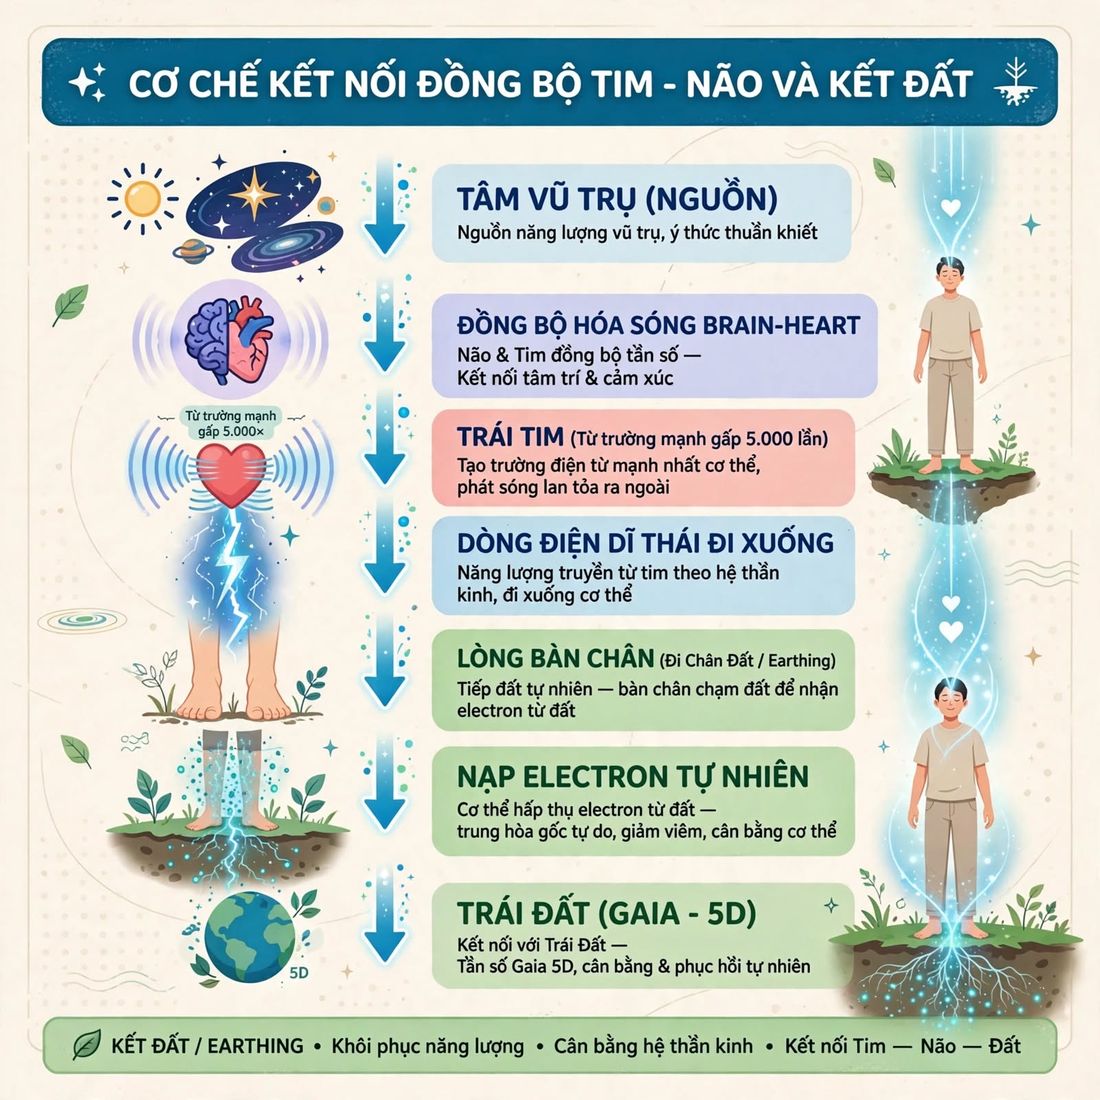 CƠ CHẾ KẾT NỐI ĐỒNG BỘ TIM - NÃO VÀ KẾT ĐẤT
TÂM VŨ TRỤ (NGUỒN)
Nguồn năng lượng vũ trụ, ý thức thuần khiết
ĐỒNG BỘ HÓA SÓNG BRAIN-HEART
Não & Tim đồng bộ tần số —
Kết nối tâm trí & cảm xúc
Từ trường mạnh
gấp 5.000×
TRÁI TIM (Từ trường mạnh gấp 5.000 lần)
Tạo trường điện từ mạnh nhất cơ thể,
phát sóng lan tỏa ra ngoài
DÒNG ĐIỆN DĨ THÁI ĐI XUỐNG
Năng lượng truyền từ tim theo hệ thần
kinh, đi xuống cơ thể
LÒNG BÀN CHÂN (Đi Chân Đất / Earthing)
Tiếp đất tự nhiên — bàn chân chạm đất để nhận
electron từ đất
NẠP ELECTRON TỰ NHIÊN
Cơ thể hấp thụ electron từ đất —
trung hòa gốc tự do, giảm viêm, cân bằng cơ thể
TRÁI ĐẤT (GAIA - 5D)
Kết nối với Trái Đất —
Tần số Gaia 5D, cân bằng & phục hồi tự nhiên
5D
KẾT ĐẤT / EARTHING • Khôi phục năng lượng • Cân bằng hệ thần kinh • Kết nối Tim — Não — Đất